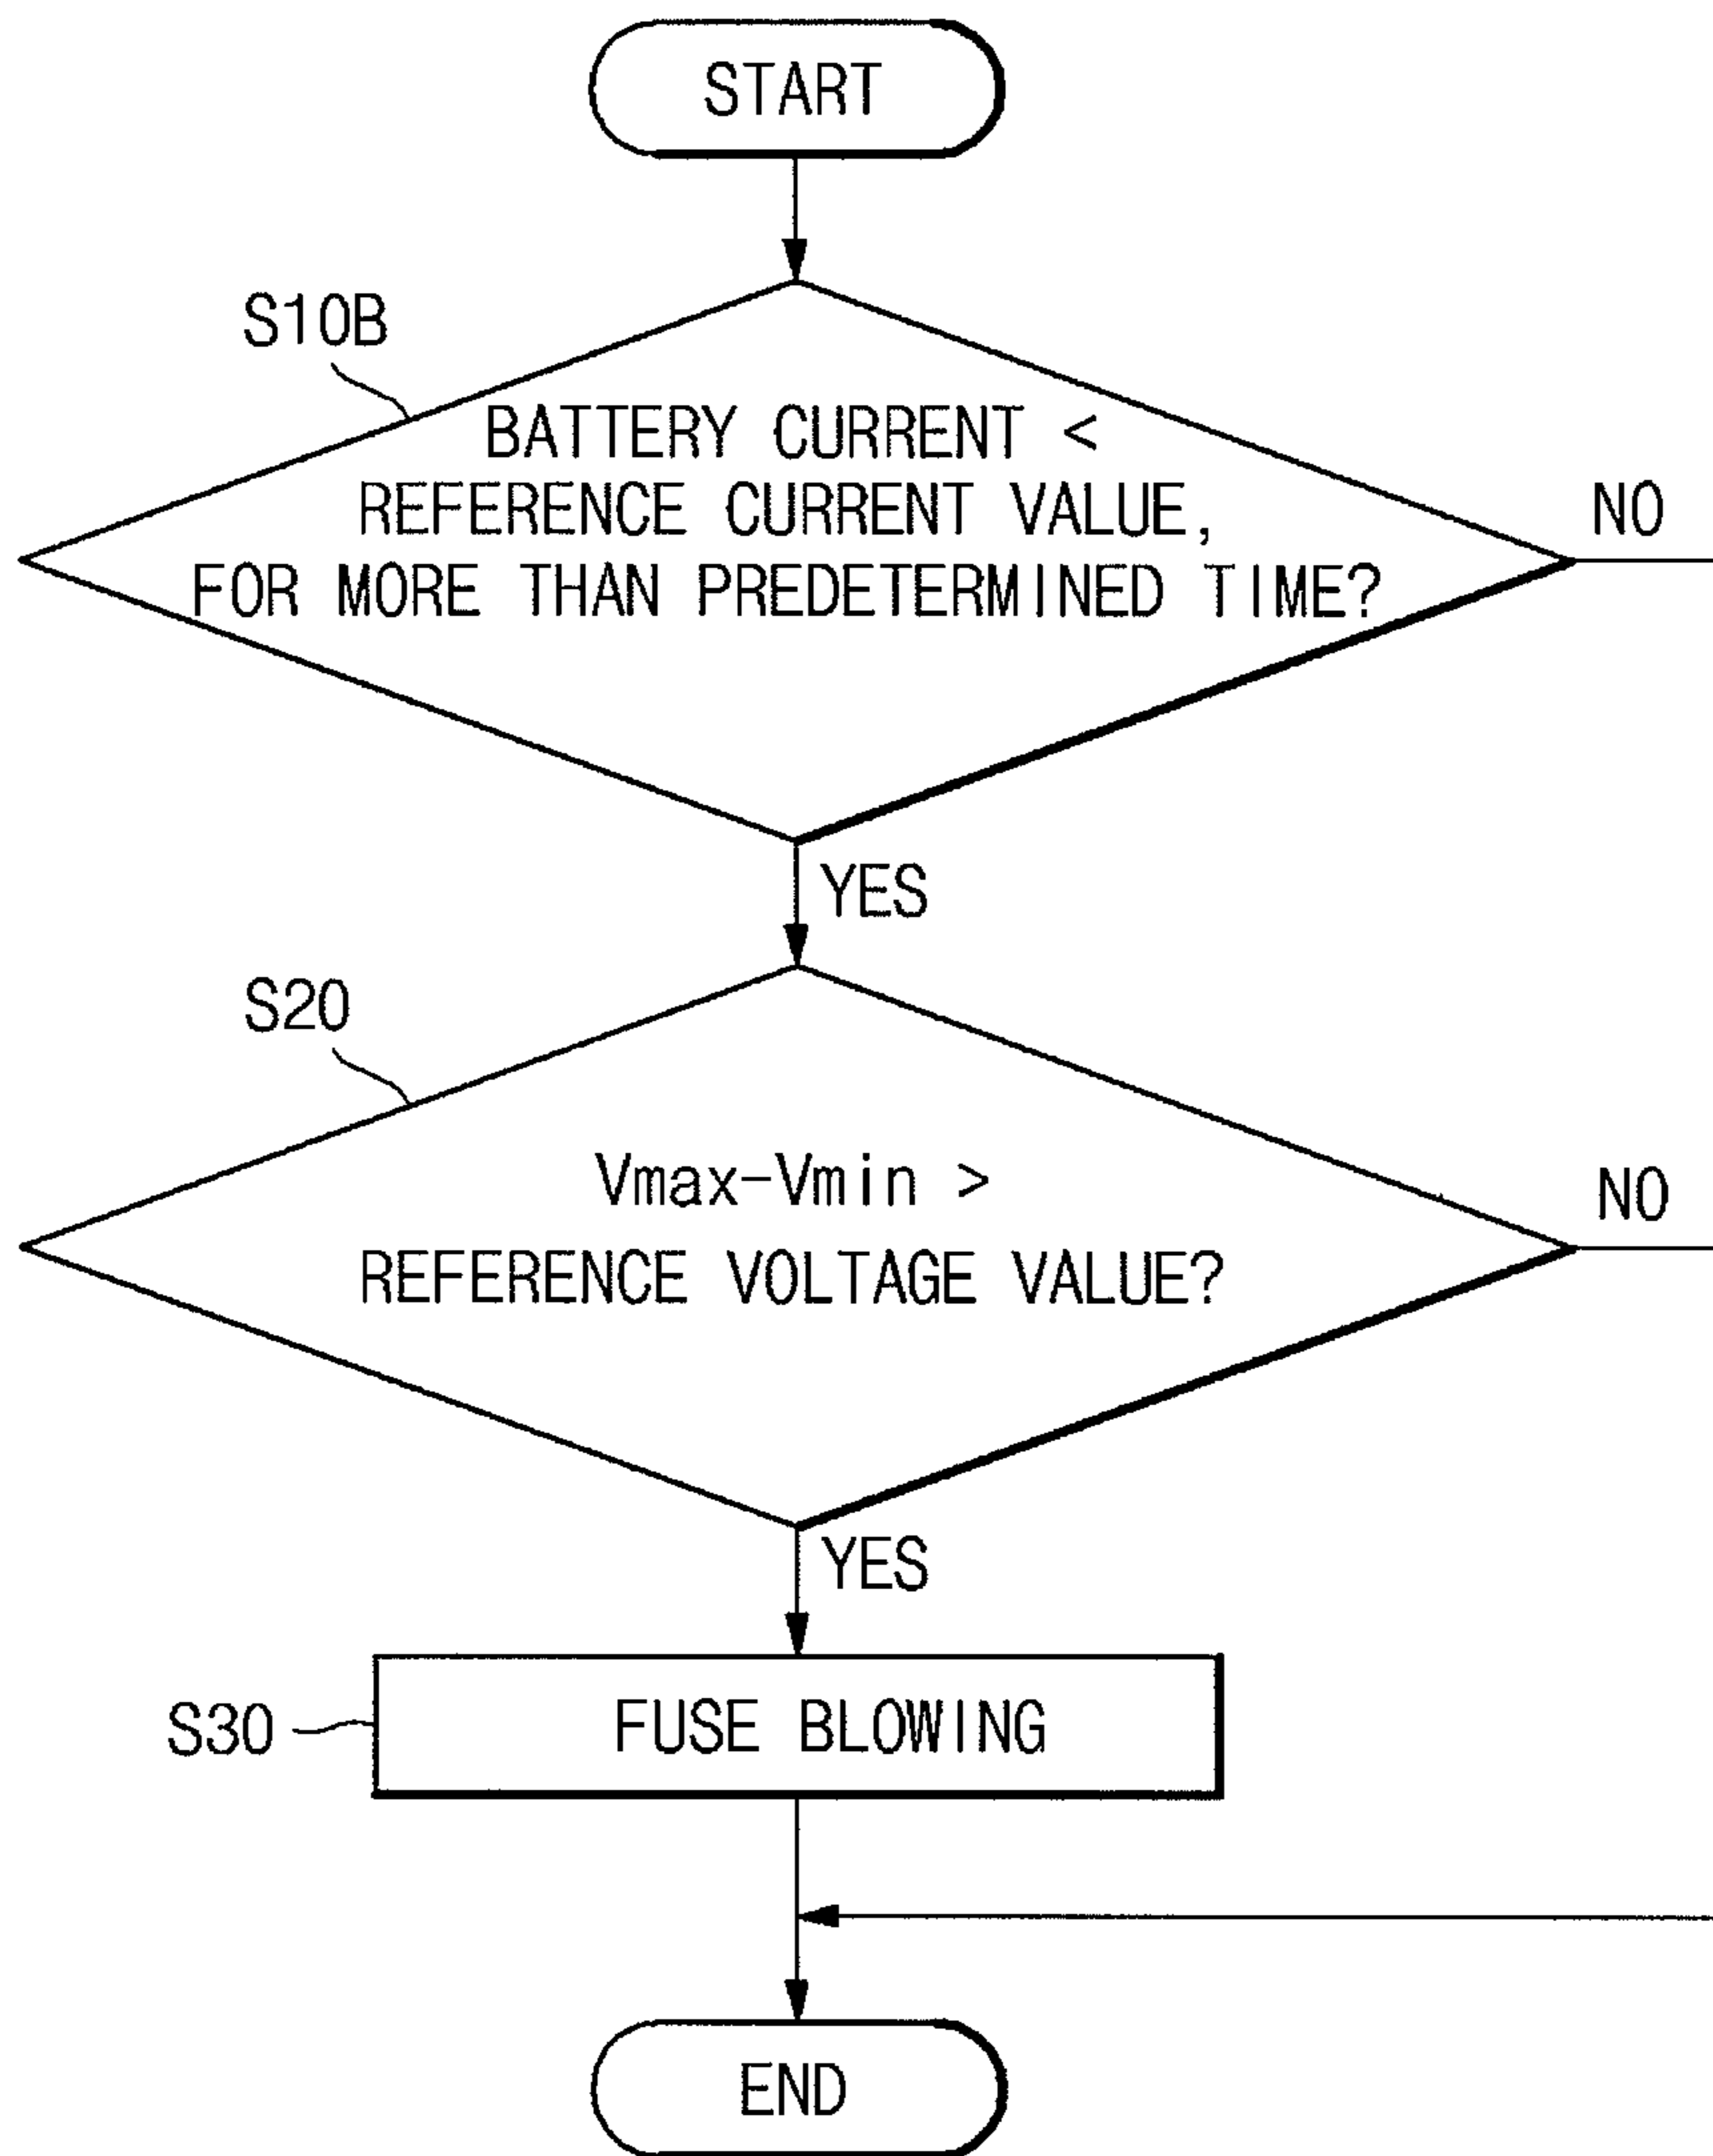 START
S10B
BATTERY CURRENT <
REFERENCE CURRENT VALUE,
FOR MORE THAN PREDETERMINED TIME?
NO
YES
S20
Vmax-Vmin >
REFERENCE VOLTAGE VALUE?
NO
YES
S30
FUSE BLOWING
END